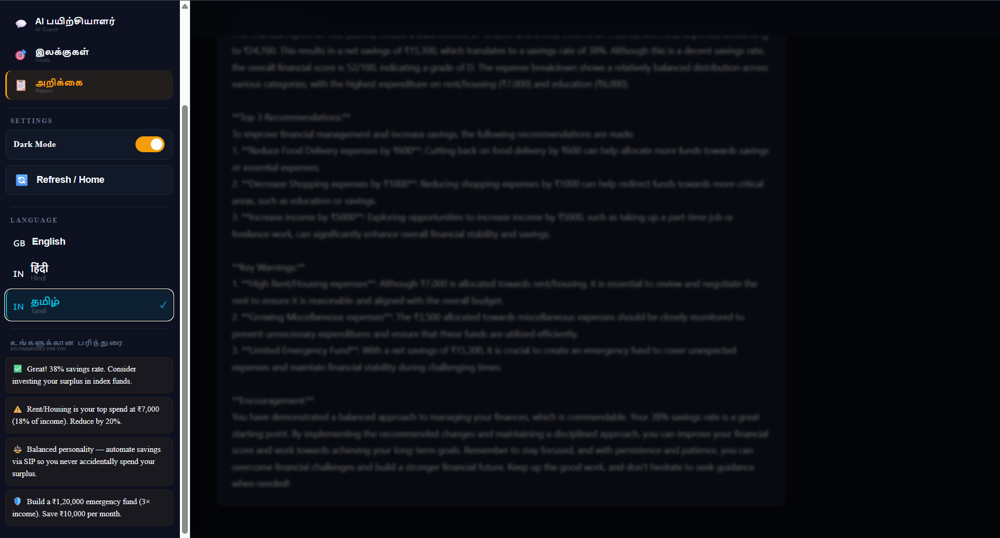 AI பயிற்சியாளர்
AI Coach
இலக்குகள்
Goals
அறிக்கை
Report
SETTINGS
Dark Mode
Refresh / Home
LANGUAGE
GB English
IN हिंदी
Hindi
IN தமிழ் ✓
Tamil
உங்களுக்கான பரிந்துரை
RECOMMENDED FOR YOU
Great! 38% savings rate. Consider
investing your surplus in index funds.
Rent/Housing is your top spend at ₹7,000
(18% of income). Reduce by 20%.
Balanced personality — automate savings
via SIP so you never accidentally spend your
surplus.
Build a ₹1,20,000 emergency fund (3×
income). Save ₹10,000 per month.
to ₹24,700. This results in a net savings of ₹15,300, which translates to a savings rate of 38%. Although this is a decent savings rate,
the overall financial score is 52/100, indicating a grade of D. The expense breakdown shows a relatively balanced distribution across
various categories, with the highest expenditure on rent/housing (₹7,000) and education (₹6,000).
**Top 3 Recommendations:**
To improve financial management and increase savings, the following recommendations are made:
1. **Reduce Food Delivery expenses by ₹600**: Cutting back on food delivery by ₹600 can help allocate more funds towards savings
or essential expenses.
2. **Decrease Shopping expenses by ₹1000**: Reducing shopping expenses by ₹1000 can help redirect funds towards more critical
areas, such as education or savings.
3. **Increase income by ₹5000**: Exploring opportunities to increase income by ₹5000, such as taking up a part-time job or
freelance work, can significantly enhance overall financial stability and savings.
**Key Warnings:**
1. **High Rent/Housing expenses**: Although ₹7,000 is allocated towards rent/housing, it is essential to review and negotiate the
rent to ensure it is reasonable and aligned with the overall budget.
2. **Growing Miscellaneous expenses**: The ₹3,500 allocated towards miscellaneous expenses should be closely monitored to
prevent unnecessary expenditures and ensure that these funds are utilized efficiently.
3. **Limited Emergency Fund**: With a net savings of ₹15,300, it is crucial to create an emergency fund to cover unexpected
expenses and maintain financial stability during challenging times.
**Encouragement:**
You have demonstrated a balanced approach to managing your finances, which is commendable. Your 38% savings rate is a great
starting point. By implementing the recommended changes and maintaining a disciplined approach, you can improve your financial
score and work towards achieving your long-term goals. Remember to stay focused, and with persistence and patience, you can
overcome financial challenges and build a stronger financial future. Keep up the good work, and don't hesitate to seek guidance
when needed!